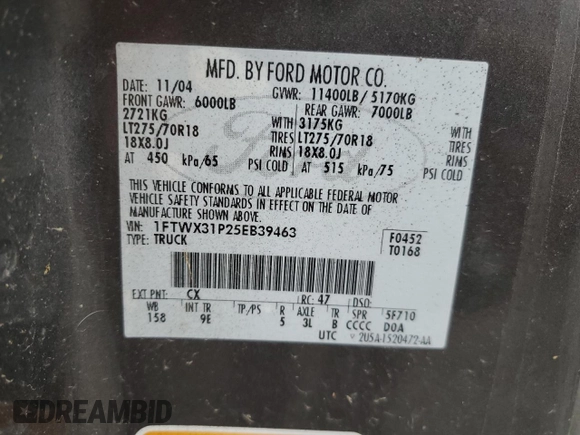 MFD. BY FORD MOTOR CO.
DATE: 11/04 GVWR: 11400LB/ 5170KG
FRONT GAWR: 6000LB REAR GAWR: 7000LB
2721KG WITH 3175KG WITH
LT275/70R18 TIRES LT275/70R18 TIRES
18X8.0J RIMS 18X8.0J RIMS
AT 450 kPa/65 PSI COLD AT 515 kPa/75 PSI COLD
THIS VEHICLE CONFORMS TO ALL APPLICABLE FEDERAL MOTOR
VEHICLE SAFETY STANDARDS IN EFFECT ON THE DATE OF
MANUFACTURE SHOWN ABOVE.
VIN: 1FTWX31P25EB39463 F0452
TYPE: TRUCK T0168
EXT PNT: CX RC: 47 DSO:
WB INT TR TP/PS R AXLE TR SPR 5F710
158 9E 5 3L B CCCC DOA
UTC 2U5A-1520472-AA
DREAMBID